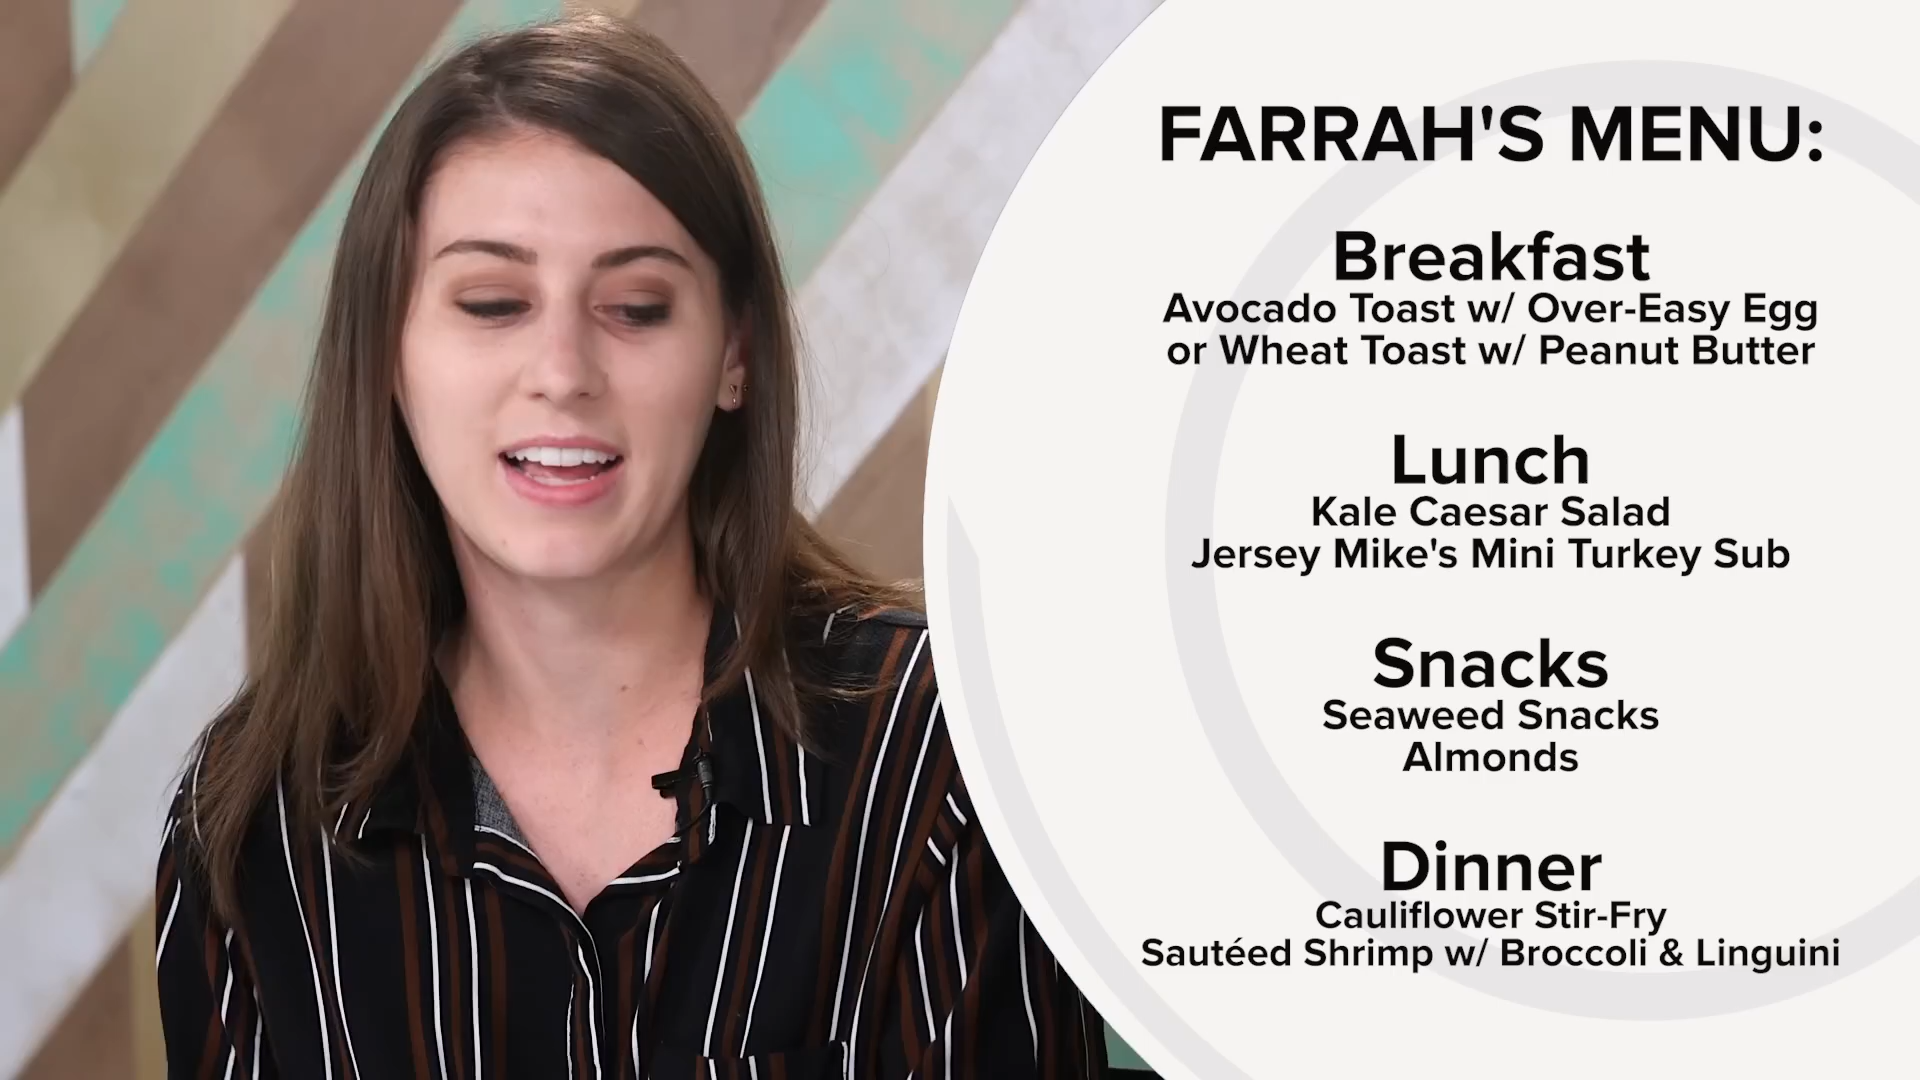 FARRAH'S MENU:
Breakfast
Avocado Toast w/ Over-Easy Egg
or Wheat Toast w/ Peanut Butter
Lunch
Kale Caesar Salad
Jersey Mike's Mini Turkey Sub
Snacks
Seaweed Snacks
Almonds
Dinner
Cauliflower Stir-Fry
Sautéed Shrimp w/ Broccoli & Linguini